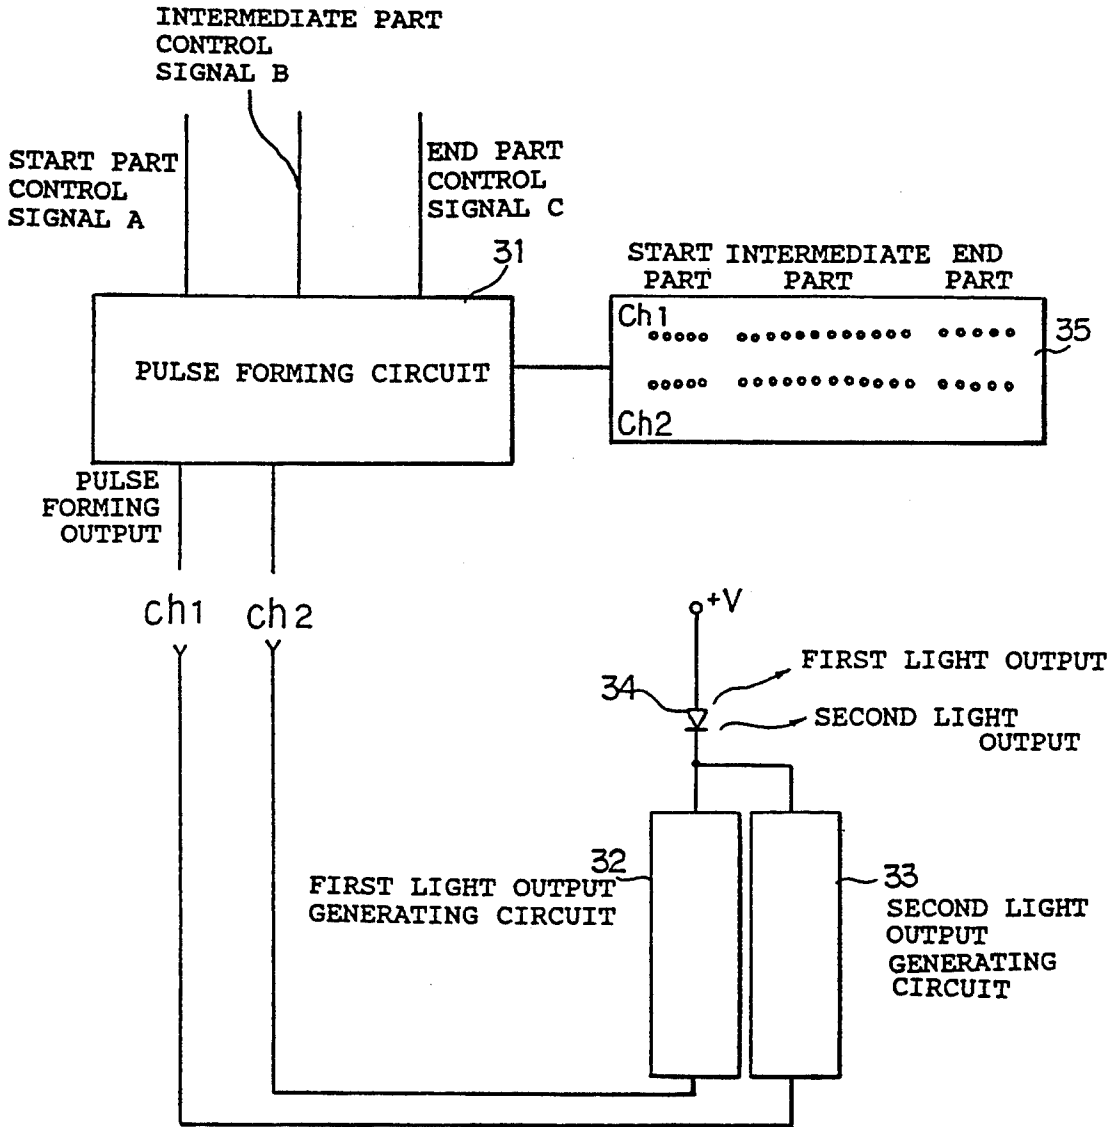 INTERMEDIATE PART
CONTROL
SIGNAL B
START PART
CONTROL
SIGNAL A
END PART
CONTROL
SIGNAL C
31
START
PART
INTERMEDIATE
PART
END
PART
Ch1
Ch2
35
PULSE FORMING CIRCUIT
PULSE
FORMING
OUTPUT
Ch1
Ch2
+V
34
FIRST LIGHT OUTPUT
SECOND LIGHT
OUTPUT
32
FIRST LIGHT OUTPUT
GENERATING CIRCUIT
33
SECOND LIGHT
OUTPUT
GENERATING
CIRCUIT